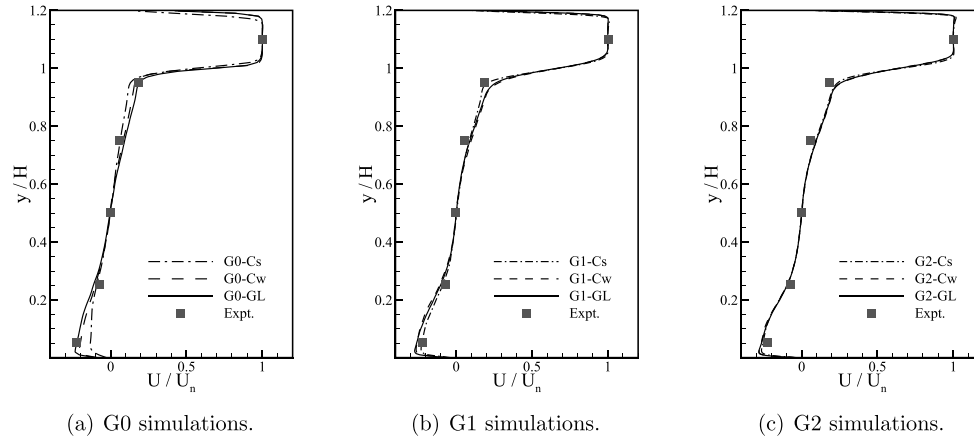 1.2
1
0.8
0.6
0.4
0.2
y / H
G0-Cs
G0-Cw
G0-GL
Expt.
0
0.5
1
U / Un
(a) G0 simulations.
1.2
1
0.8
0.6
0.4
0.2
y / H
G1-Cs
G1-Cw
G1-GL
Expt.
0
0.5
1
U / Un
(b) G1 simulations.
1.2
1
0.8
0.6
0.4
0.2
y / H
G2-Cs
G2-Cw
G2-GL
Expt.
0
0.5
1
U / Un
(c) G2 simulations.